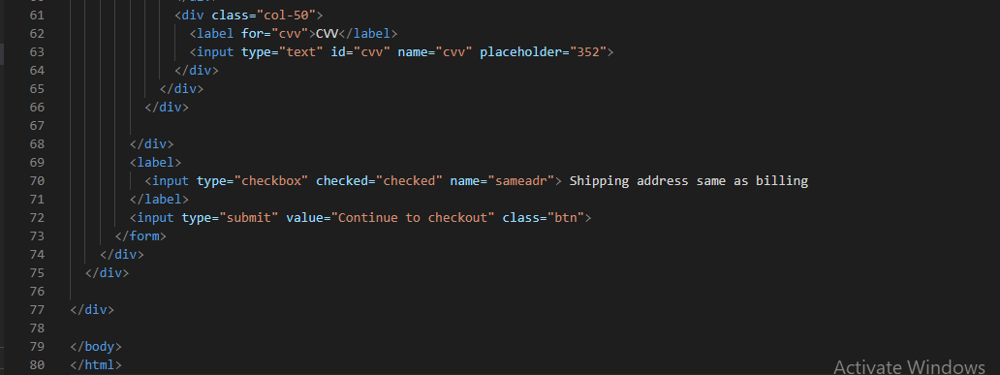 60 </div>
61 <div class="col-50">
62 <label for="cvv">CVV</label>
63 <input type="text" id="cvv" name="cvv" placeholder="352">
64 </div>
65 </div>
66 </div>
67
68 </div>
69 <label>
70 <input type="checkbox" checked="checked" name="sameadr"> Shipping address same as billing
71 </label>
72 <input type="submit" value="Continue to checkout" class="btn">
73 </form>
74 </div>
75 </div>
76
77 </div>
78
79 </body>
80 </html>
Activate Windows